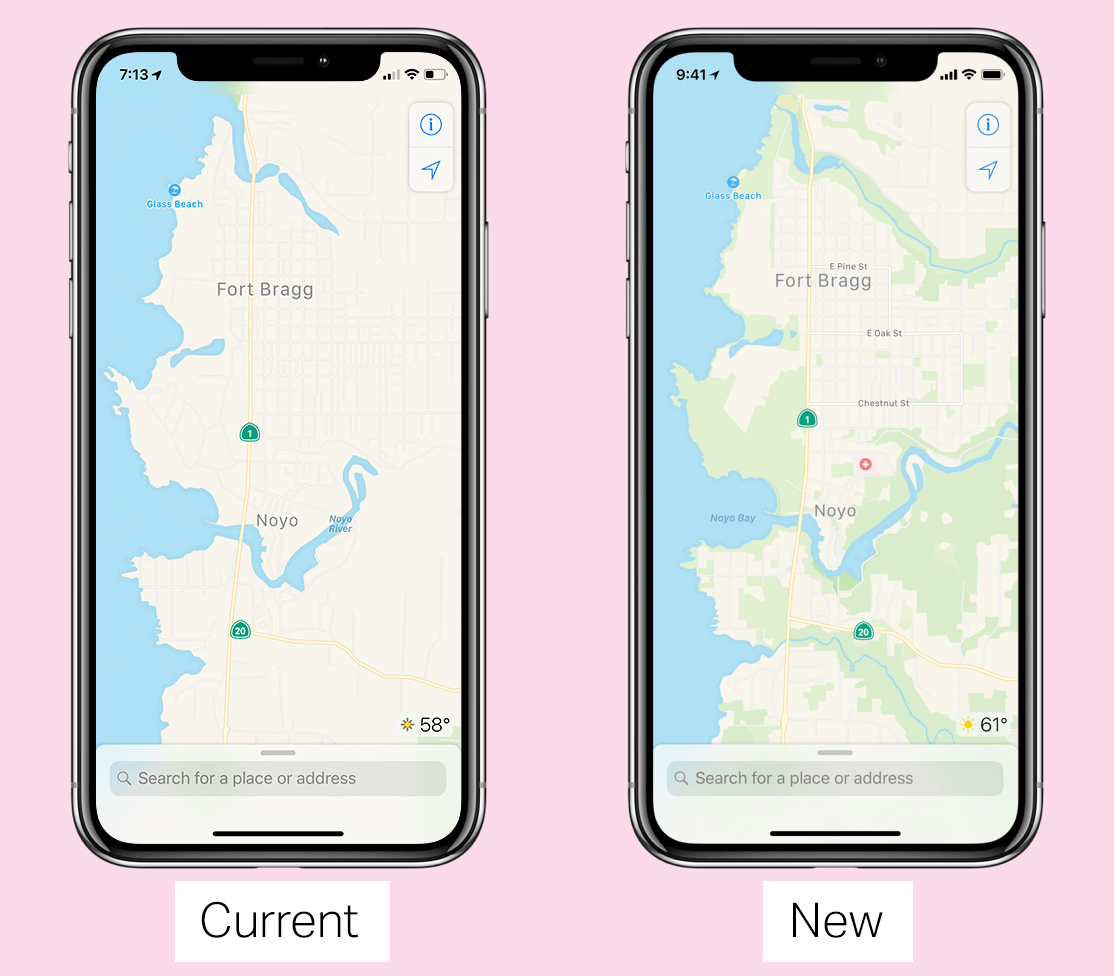 7:13
Glass Beach
Fort Bragg
1
Noyo
Noyo
River
20
58°
Search for a place or address
Current
9:41
Glass Beach
E Pine St
Fort Bragg
E Oak St
Chestnut St
1
Noyo Bay
Noyo
20
61°
Search for a place or address
New